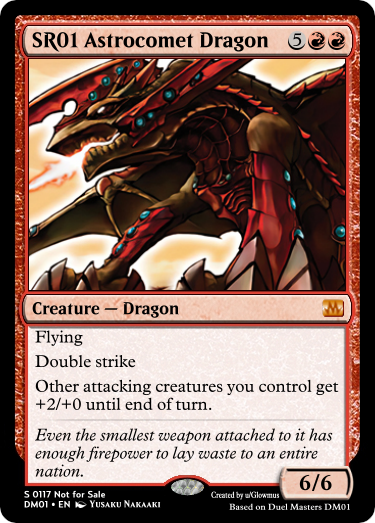 SR01 Astrocomet Dragon 5
Creature — Dragon
Flying
Double strike
Other attacking creatures you control get
+2/+0 until end of turn.
Even the smallest weapon attached to it has
enough firepower to lay waste to an entire
nation.
6/6
S 0117 Not for Sale
DM01 • EN Yusaku Nakaaki
Created by u/Glowmus
Based on Duel Masters DM01